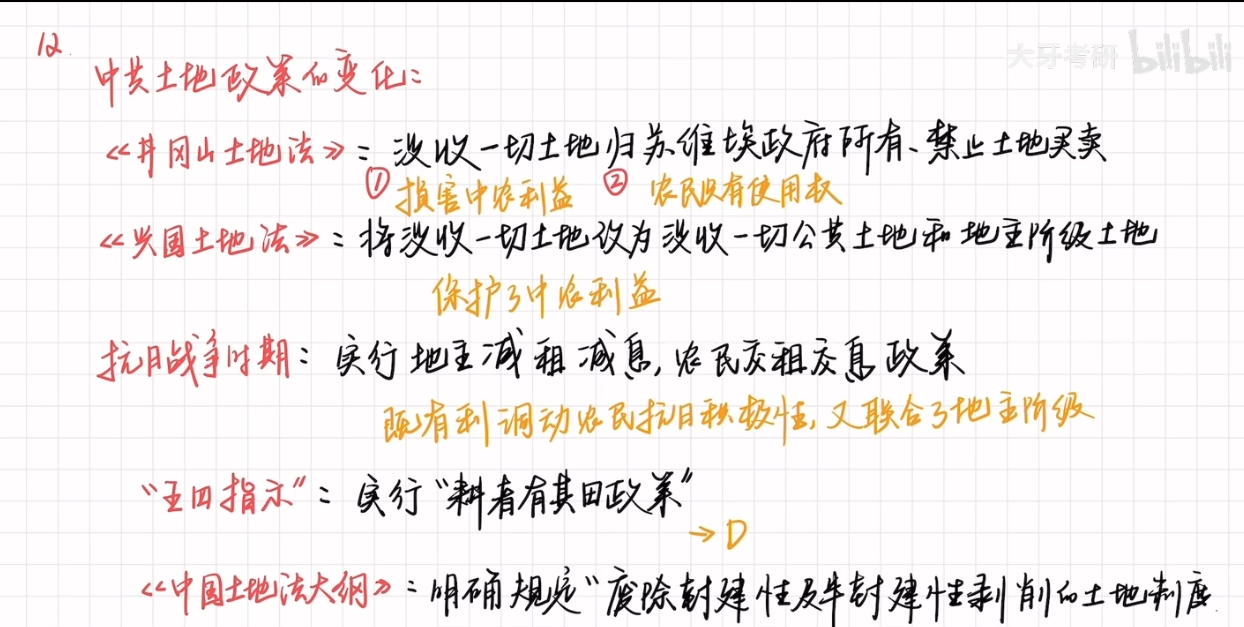 12.
大牙考研 bilibili
中共土地政策的变化：
《井冈山土地法》：没收一切土地归苏维埃政府所有、禁止土地买卖
① 损害中农利益 ② 农民只有使用权
《兴国土地法》：将没收一切土地改为没收一切公共土地和地主阶级土地
保护了中农利益
抗日战争时期：实行地主减租减息，农民交租交息政策
既有利调动农民抗日积极性，又联合了地主阶级
“五四指示”：实行“耕者有其田政策”
→ D
《中国土地法大纲》：明确规定“废除封建性及半封建性剥削的土地制度